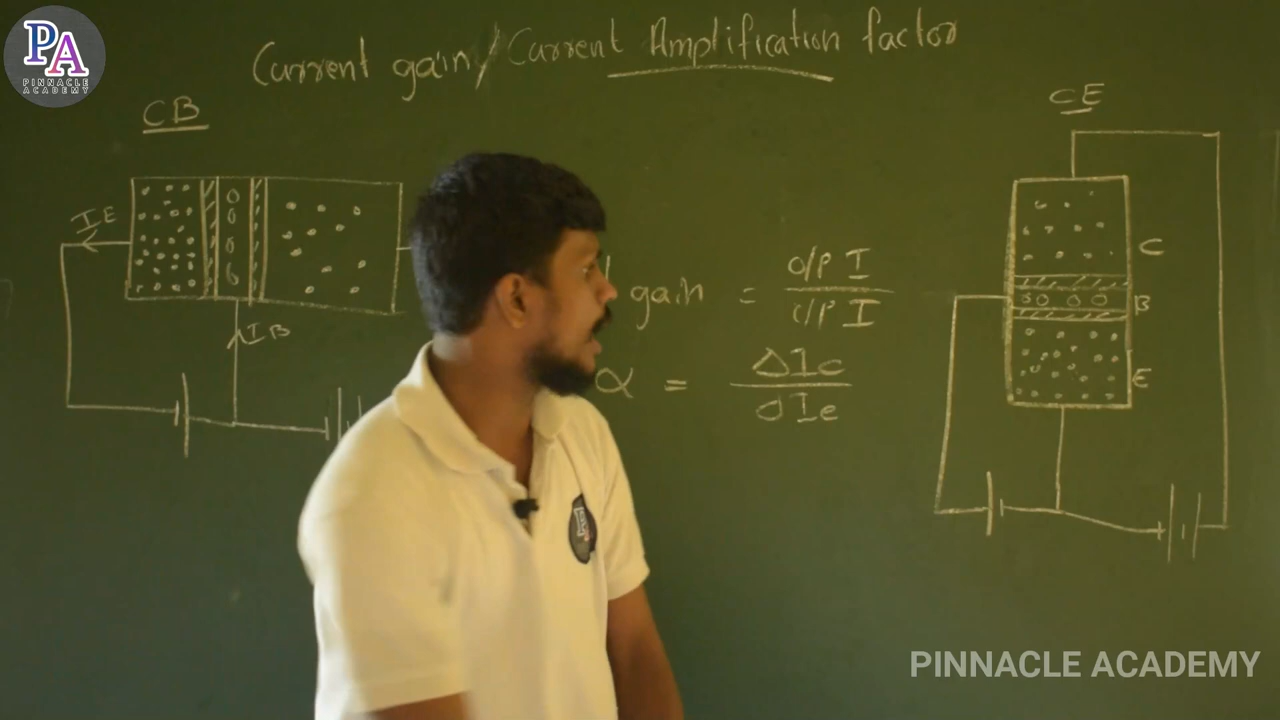 PA
PINNACLE
ACADEMY
Current gain/Current Amplification factor
CB
CE
IE
IB
gain = o/p I
i/p I
α = ΔIc
ΔIe
C
B
E
PINNACLE ACADEMY